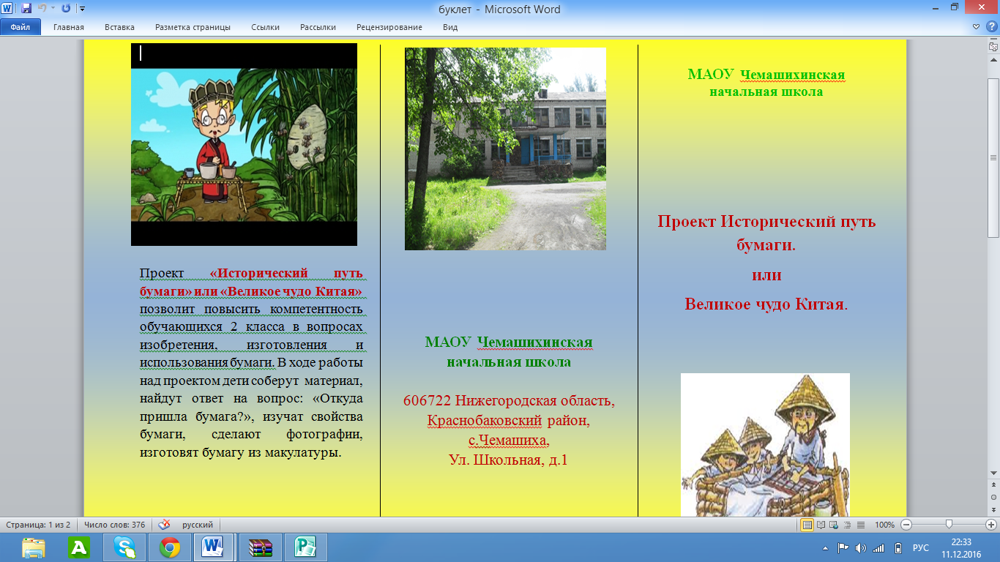 буклет - Microsoft Word
Файл
Главная
Вставка
Разметка страницы
Ссылки
Рассылки
Рецензирование
Вид
Проект «Исторический путь
бумаги» или «Великое чудо Китая»
позволит повысить компетентность
обучающихся 2 класса в вопросах
изобретения, изготовления и
использования бумаги. В ходе работы
над проектом дети соберут материал,
найдут ответ на вопрос: «Откуда
пришла бумага?», изучат свойства
бумаги, сделают фотографии,
изготовят бумагу из макулатуры.
МАОУ Чемашихинская
начальная школа
606722 Нижегородская область,
Краснобаковский район,
с.Чемашиха,
Ул. Школьная, д.1
МАОУ Чемашихинская
начальная школа
Проект Исторический путь
бумаги.
или
Великое чудо Китая.
Страница: 1 из 2
Число слов: 376
русский
100%
РУС
22:33
11.12.2016